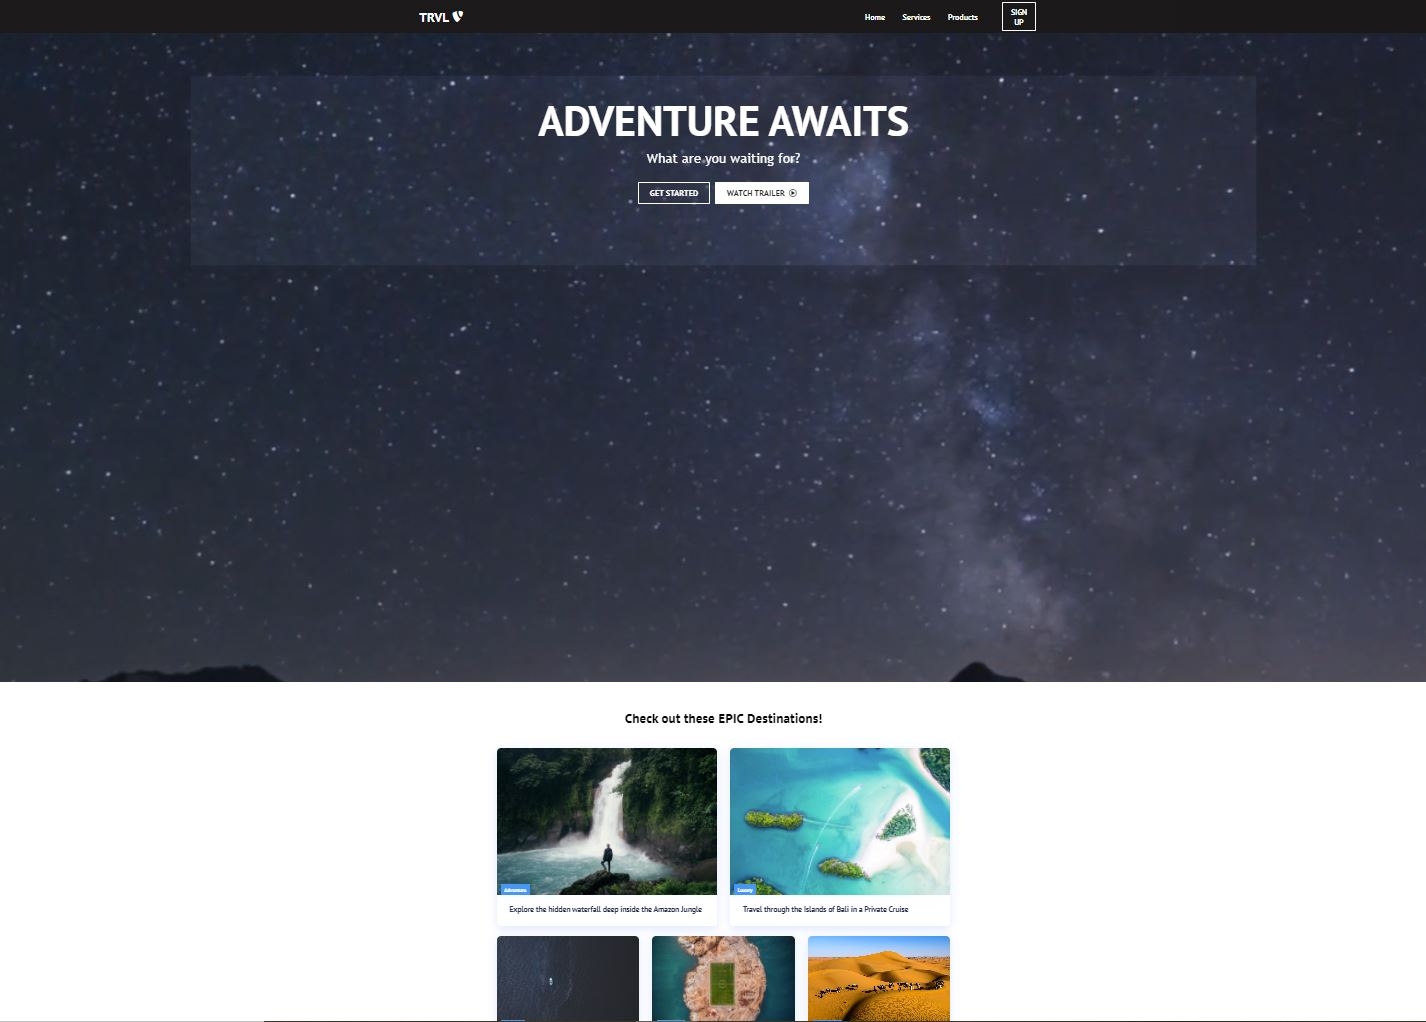 TRVL
Home Services Products SIGN
UP
ADVENTURE AWAITS
What are you waiting for?
GET STARTED WATCH TRAILER
Check out these EPIC Destinations!
Adventure Luxury
Explore the hidden waterfall deep inside the Amazon Jungle Travel through the Islands of Bali in a Private Cruise